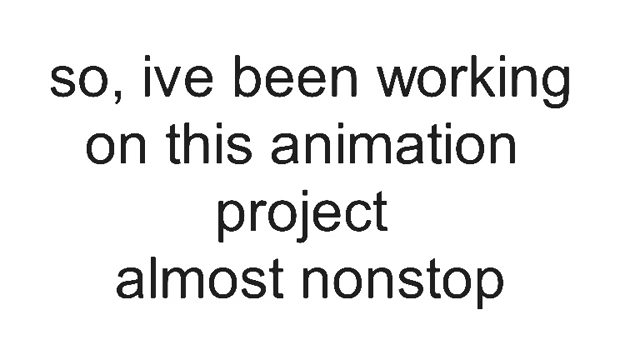 so, ive been working
on this animation
project
almost nonstop